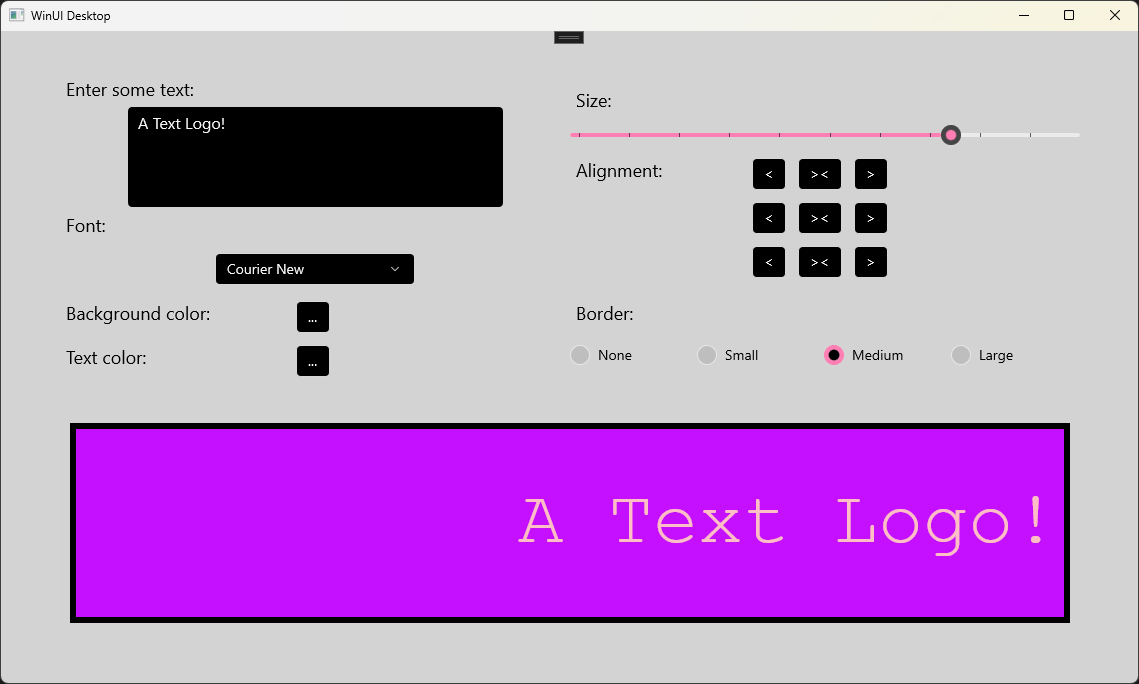 WinUI Desktop
Enter some text:
A Text Logo!
Font:
Courier New
Background color:
...
Text color:
...
Size:
Alignment:
< >< >
< >< >
< >< >
Border:
None Small Medium Large
A Text Logo!